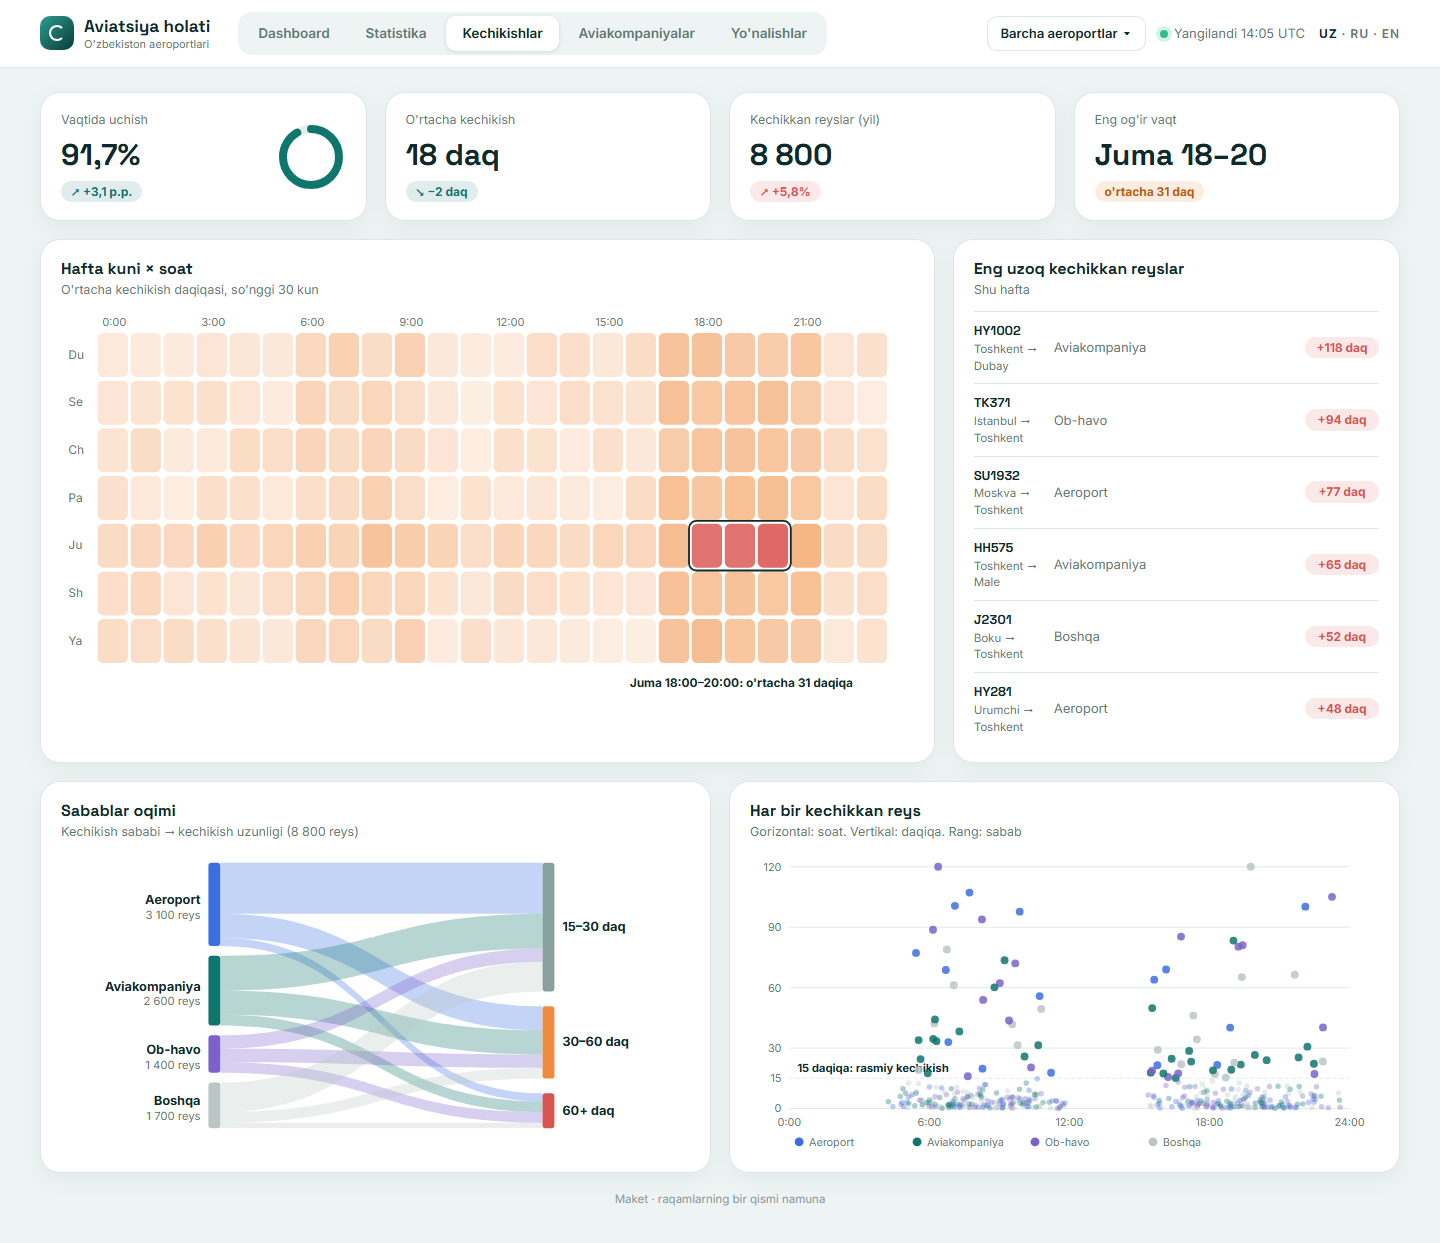 Aviatsiya holati
O'zbekiston aeroportlari
Dashboard
Statistika
Kechikishlar
Aviakompaniyalar
Yo'nalishlar
Barcha aeroportlar
Yangilandi 14:05 UTC
UZ · RU · EN
Vaqtida uchish
91,7%
↗ +3,1 p.p.
O'rtacha kechikish
18 daq
↘ −2 daq
Kechikkan reyslar (yil)
8 800
↗ +5,8%
Eng og'ir vaqt
Juma 18–20
o'rtacha 31 daq
Hafta kuni × soat
O'rtacha kechikish daqiqasi, so'nggi 30 kun
0:00 3:00 6:00 9:00 12:00 15:00 18:00 21:00
Du
Se
Ch
Pa
Ju
Sh
Ya
Juma 18:00–20:00: o'rtacha 31 daqiqa
Eng uzoq kechikkan reyslar
Shu hafta
HY1002
Toshkent →
Dubay
Aviakompaniya
+118 daq
TK371
Istanbul →
Toshkent
Ob-havo
+94 daq
SU1932
Moskva →
Toshkent
Aeroport
+77 daq
HH575
Toshkent →
Male
Aviakompaniya
+65 daq
J2301
Boku →
Toshkent
Boshqa
+52 daq
HY281
Urumchi →
Toshkent
Aeroport
+48 daq
Sabablar oqimi
Kechikish sababi → kechikish uzunligi (8 800 reys)
Aeroport
3 100 reys
Aviakompaniya
2 600 reys
Ob-havo
1 400 reys
Boshqa
1 700 reys
15–30 daq
30–60 daq
60+ daq
Har bir kechikkan reys
Gorizontal: soat. Vertikal: daqiqa. Rang: sabab
120
90
60
30
15
0
15 daqiqa: rasmiy kechikish
0:00 6:00 12:00 18:00 24:00
Aeroport Aviakompaniya Ob-havo Boshqa
Maket · raqamlarning bir qismi namuna